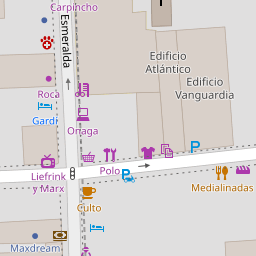 Carpincho
Esmeralda
Edificio
Atlántico
Edificio
Vanguardia
Roca
Gardi
Onaga
P
Liefrink
y Marx
Polo
P
Medialinadas
Culto
Maxdream